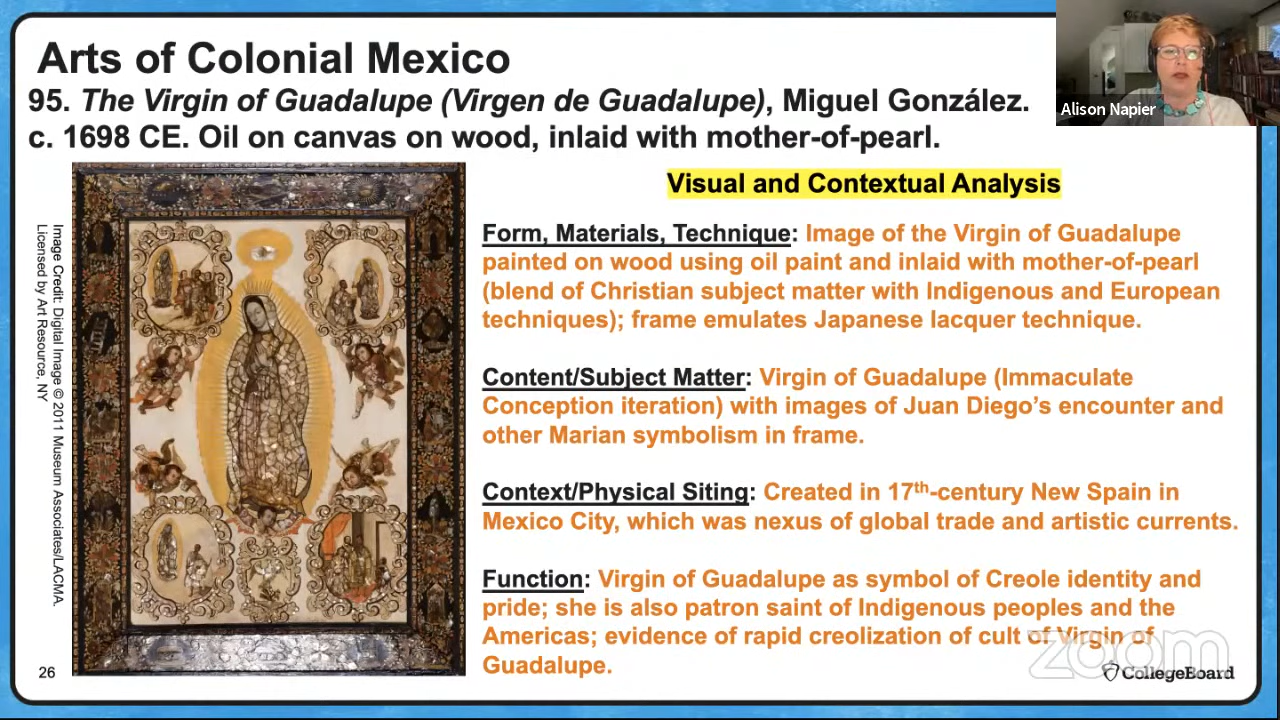 Arts of Colonial Mexico
95. The Virgin of Guadalupe (Virgen de Guadalupe), Miguel González.
c. 1698 CE. Oil on canvas on wood, inlaid with mother-of-pearl.
Alison Napier
Image Credit: Digital Image © 2011 Museum Associates/LACMA.
Licensed by Art Resource, NY
Visual and Contextual Analysis
Form, Materials, Technique: Image of the Virgin of Guadalupe
painted on wood using oil paint and inlaid with mother-of-pearl
(blend of Christian subject matter with Indigenous and European
techniques); frame emulates Japanese lacquer technique.
Content/Subject Matter: Virgin of Guadalupe (Immaculate
Conception iteration) with images of Juan Diego's encounter and
other Marian symbolism in frame.
Context/Physical Siting: Created in 17th-century New Spain in
Mexico City, which was nexus of global trade and artistic currents.
Function: Virgin of Guadalupe as symbol of Creole identity and
pride; she is also patron saint of Indigenous peoples and the
Americas; evidence of rapid creolization of cult of Virgin of
Guadalupe.
zoom
CollegeBoard
26